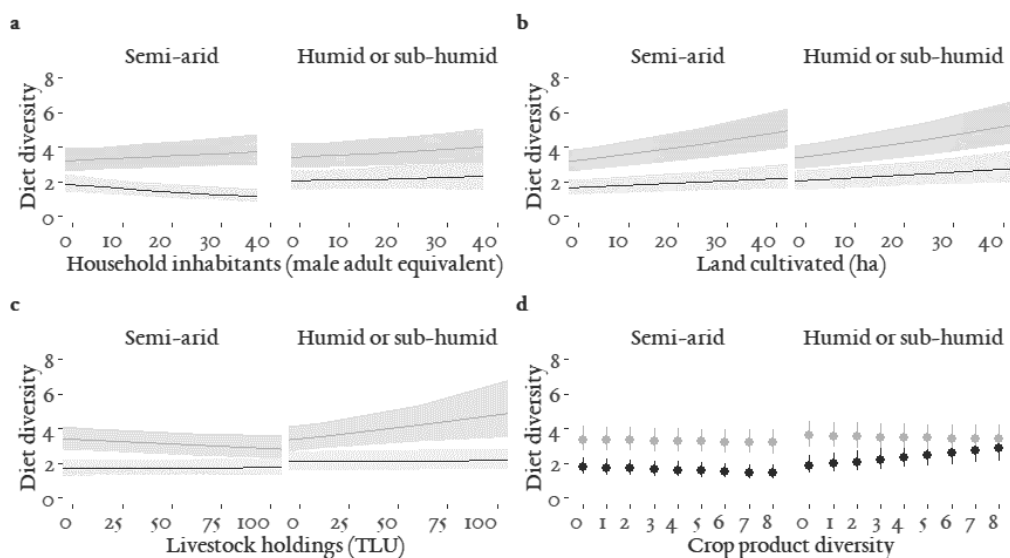 a
Semi-arid Humid or sub-humid
Diet diversity
8
6
4
2
0
0 10 20 30 40 0 10 20 30 40
Household inhabitants (male adult equivalent)
b
Semi-arid Humid or sub-humid
Diet diversity
8
6
4
2
0
0 10 20 30 40 0 10 20 30 40
Land cultivated (ha)
c
Semi-arid Humid or sub-humid
Diet diversity
8
6
4
2
0
0 25 50 75 100 0 25 50 75 100
Livestock holdings (TLU)
d
Semi-arid Humid or sub-humid
Diet diversity
8
6
4
2
0
0 1 2 3 4 5 6 7 8 0 1 2 3 4 5 6 7 8
Crop product diversity